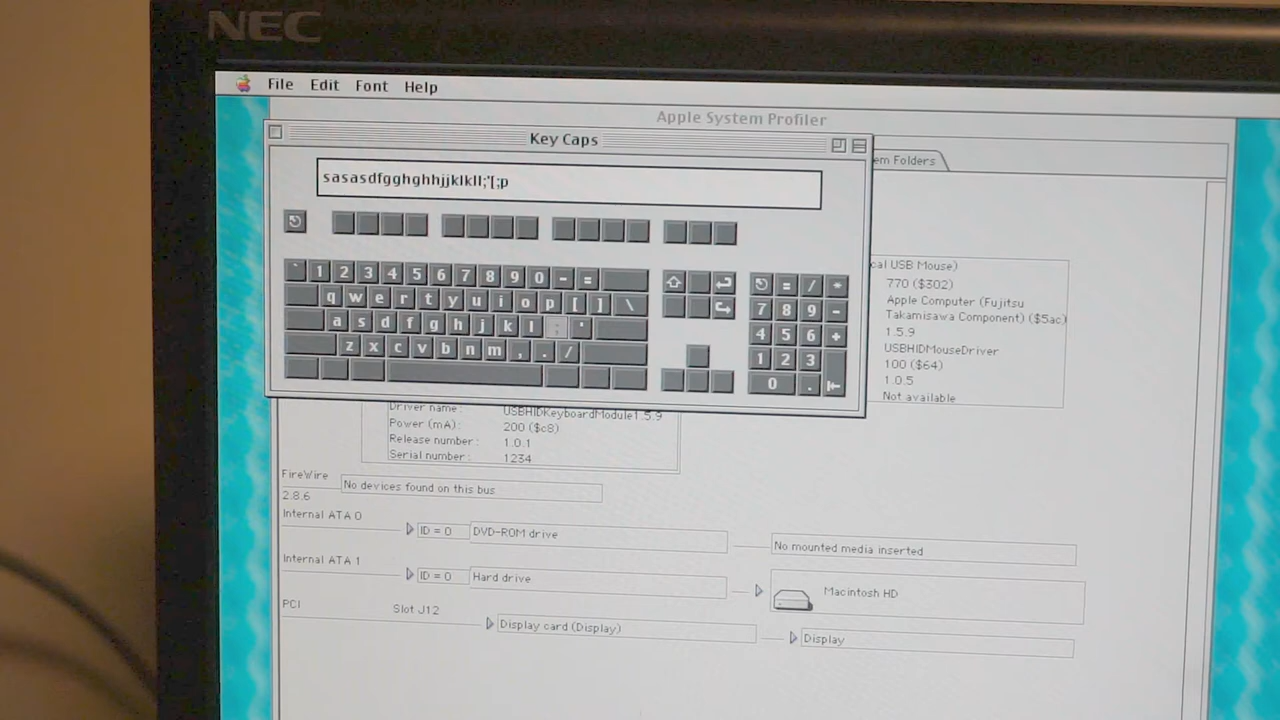 NEC
File Edit Font Help
Apple System Profiler
Key Caps
em Folders
sasasdfgghghhjjklkll;'[;p
` 1 2 3 4 5 6 7 8 9 0 - =
q w e r t y u i o p [ ] \
a s d f g h j k l ; '
z x c v b n m , . /
= / *
7 8 9 -
4 5 6 +
1 2 3
0 .
cal USB Mouse)
770 ($302)
Apple Computer (Fujitsu
Takamisawa Component) ($5ac)
1.5.9
USBHIDMouseDriver
100 ($64)
1.0.5
Not available
Driver name: USBHIDKeyboardModule1.5.9
Power (mA): 200 ($c8)
Release number: 1.0.1
Serial number: 1234
FireWire
2.8.6
No devices found on this bus
Internal ATA 0 ID = 0 DVD-ROM drive No mounted media inserted
Internal ATA 1 ID = 0 Hard drive Macintosh HD
PCI Slot J12 Display card (Display) Display